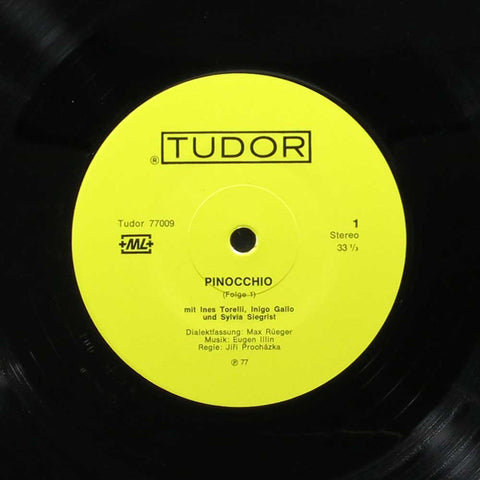 ® TUDOR
Tudor 77009
1
Stereo
+ML+
33 ⅓
PINOCCHIO
(Folge 1)
mit Ines Torelli, Inigo Gallo
und Sylvia Siegrist
Dialektfassung: Max Rüeger
Musik: Eugen Illin
Regie: Jiří Procházka
℗ 77